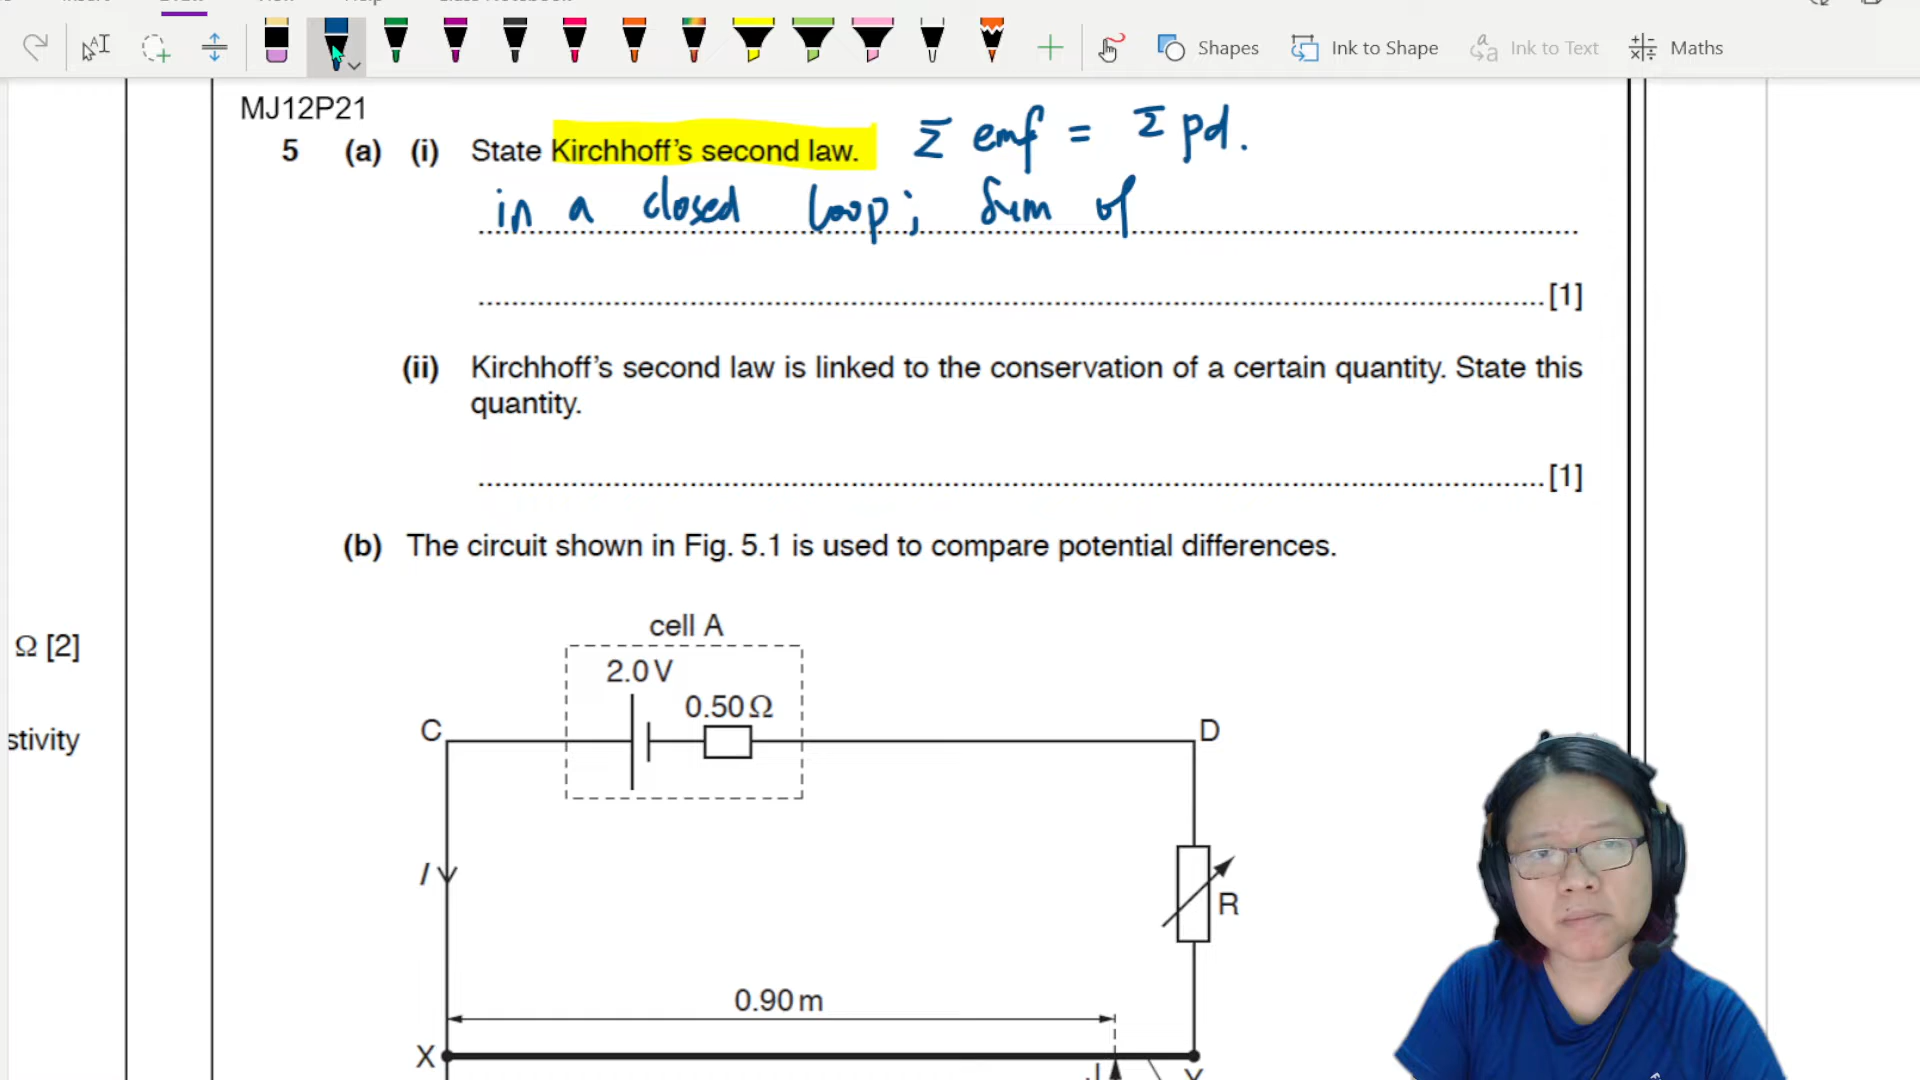 Shapes
Ink to Shape
Ink to Text
Maths
MJ12P21
5 (a) (i) State Kirchhoff's second law. Σ emf = Σ pd.
in a closed loop; Sum of
[1]
(ii) Kirchhoff's second law is linked to the conservation of a certain quantity. State this
quantity.
[1]
(b) The circuit shown in Fig. 5.1 is used to compare potential differences.
cell A
Ω [2]
2.0 V
0.50 Ω
C
D
stivity
I
R
0.90 m
X
J
Y